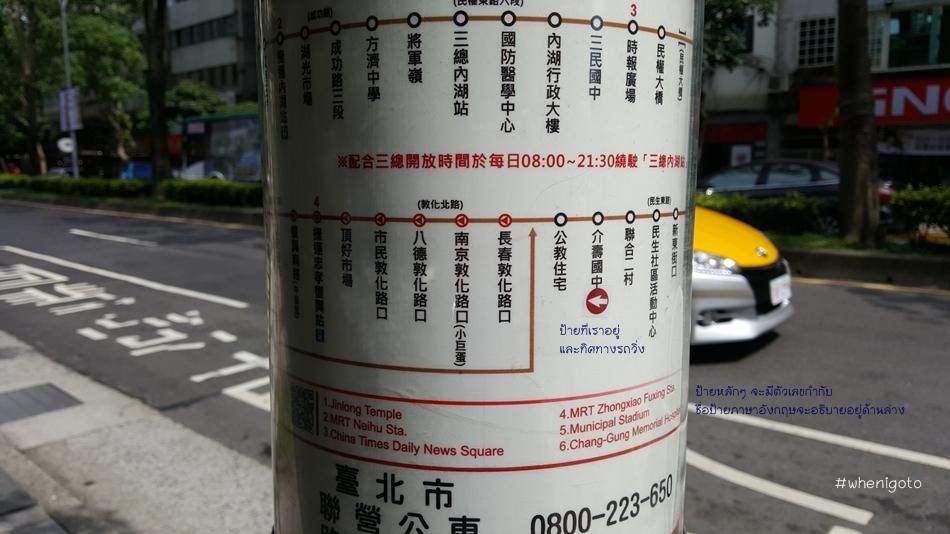 (成功路)
(民權東路六段)
2
3
湖光市場
成功路二段
方濟中學
將軍嶺
三總內湖站
國防醫學中心
內湖行政大樓
三民國中
時報廣場
民權大橋
(民權大橋)
※配合三總開放時間於每日08:00~21:30繞駛「三總內湖站
(敦化北路)
(民生東路)
4
頂好市場
市民敦化路口
八德敦化路口
南京敦化路口(小巨蛋)
長春敦化路口
公教住宅
介壽國中
聯合二村
民生社區活動中心
新東街口
ป้ายที่เราอยู่
และทิศทางรถวิ่ง
ป้ายหลักๆ จะมีตัวเลขกำกับ
ชื่อป้ายภาษาอังกฤษจะอธิบายอยู่ด้านล่าง
1.Jinlong Temple
2.MRT Neihu Sta.
3.China Times Daily News Square
4.MRT Zhongxiao Fuxing Sta.
5.Municipal Stadium
6.Chang-Gung Memorial Hospital
臺北市
聯營公車
0800-223-650
#whenigoto